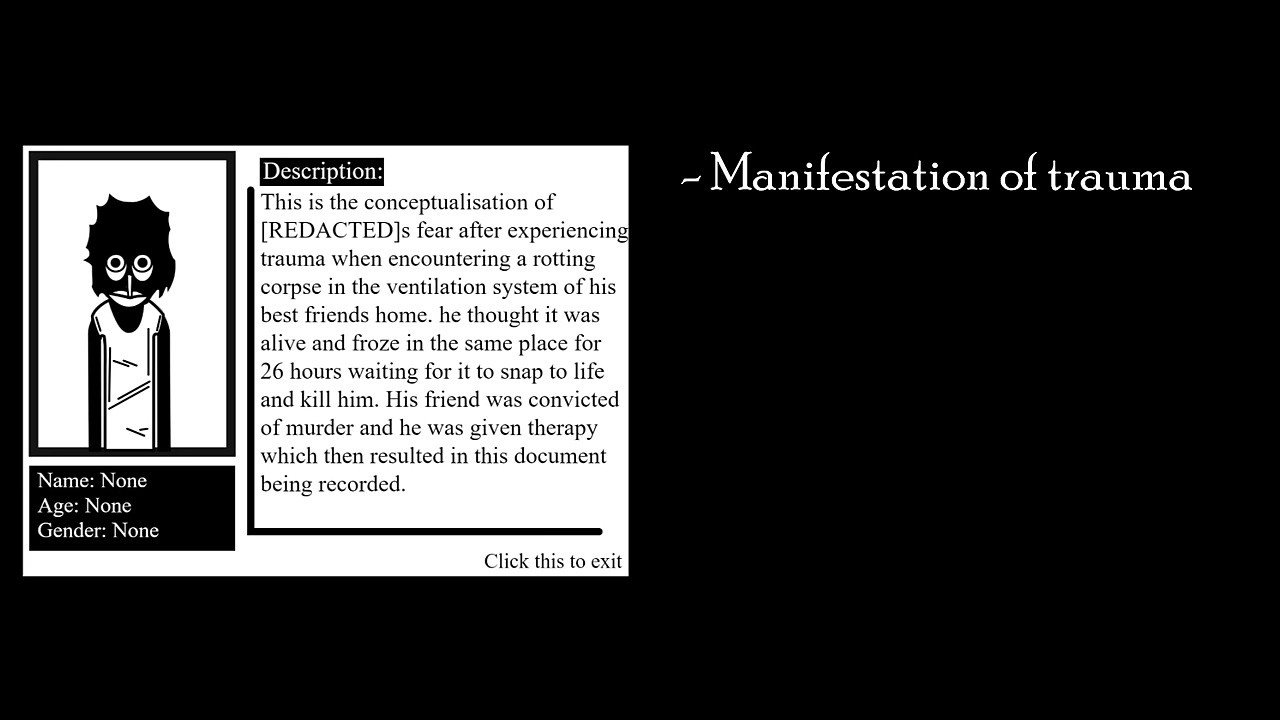 Description:
This is the conceptualisation of
[REDACTED]s fear after experiencing
trauma when encountering a rotting
corpse in the ventilation system of his
best friends home. he thought it was
alive and froze in the same place for
26 hours waiting for it to snap to life
and kill him. His friend was convicted
of murder and he was given therapy
which then resulted in this document
being recorded.
Name: None
Age: None
Gender: None
Click this to exit
- Manifestation of trauma